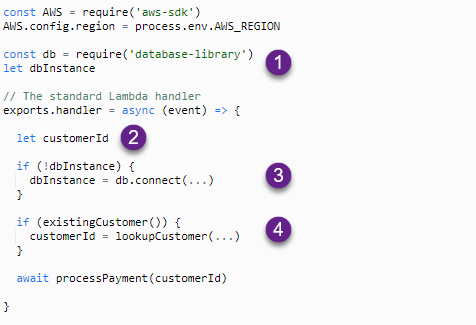 const AWS = require('aws-sdk')
AWS.config.region = process.env.AWS_REGION
const db = require('database-library')
let dbInstance
1
// The standard Lambda handler
exports.handler = async (event) => {
let customerId
2
if (!dbInstance) {
dbInstance = db.connect(...)
}
3
if (existingCustomer()) {
customerId = lookupCustomer(...)
}
4
await processPayment(customerId)
}